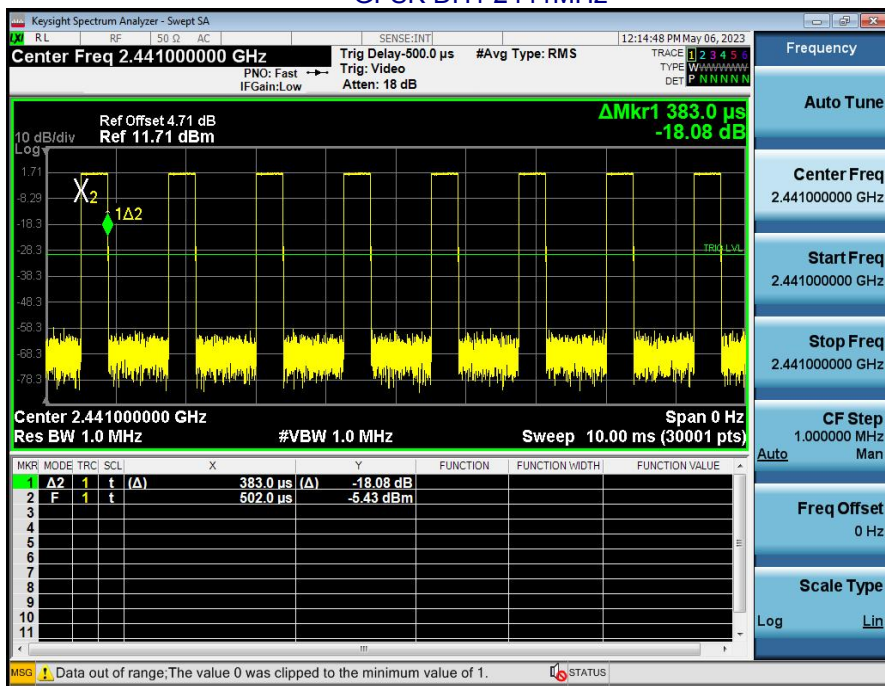 GFSK DH1 2441MHz
Keysight Spectrum Analyzer - Swept SA
LXI RL RF 50 Ω AC SENSE:INT 12:14:48 PM May 06, 2023
Center Freq 2.441000000 GHz Trig Delay-500.0 µs #Avg Type: RMS TRACE 1 2 3 4 5 6
PNO: Fast Trig: Video TYPE WWWWWW
IFGain:Low Atten: 18 dB DET P N N N N N
Ref Offset 4.71 dB ΔMkr1 383.0 µs
10 dB/div Ref 11.71 dBm -18.08 dB
Log
1.71
X2
-8.29
1Δ2
-18.3
-28.3 TRIG LVL
-38.3
-48.3
-58.3
-68.3
-78.3
Center 2.441000000 GHz Span 0 Hz
Res BW 1.0 MHz #VBW 1.0 MHz Sweep 10.00 ms (30001 pts)
MKR MODE TRC SCL X Y FUNCTION FUNCTION WIDTH FUNCTION VALUE
1 Δ2 1 t (Δ) 383.0 µs (Δ) -18.08 dB
2 F 1 t 502.0 µs -5.43 dBm
3
4
5
6
7
8
9
10
11
MSG Data out of range;The value 0 was clipped to the minimum value of 1. STATUS
Frequency
Auto Tune
Center Freq
2.441000000 GHz
Start Freq
2.441000000 GHz
Stop Freq
2.441000000 GHz
CF Step
1.000000 MHz
Auto Man
Freq Offset
0 Hz
Scale Type
Log Lin